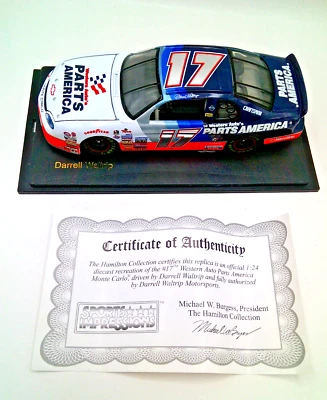 17
Western Auto's
PARTS
AMERICA
PARTS
AMERICA.
GOODYEAR
17
Western Auto's
PARTS AMERICA
CRAFTSMAN
Darrell Waltrip
Certificate of Authenticity
The Hamilton Collection certifies this replica is an official 1:24
diecast recreation of the #17 Western Auto Parts America
Monte Carlo, driven by Darrell Waltrip and fully authorized
by Darrell Waltrip Motorsports.
SPORTS
IMPRESSIONS
Michael W. Burgess, President
The Hamilton Collection